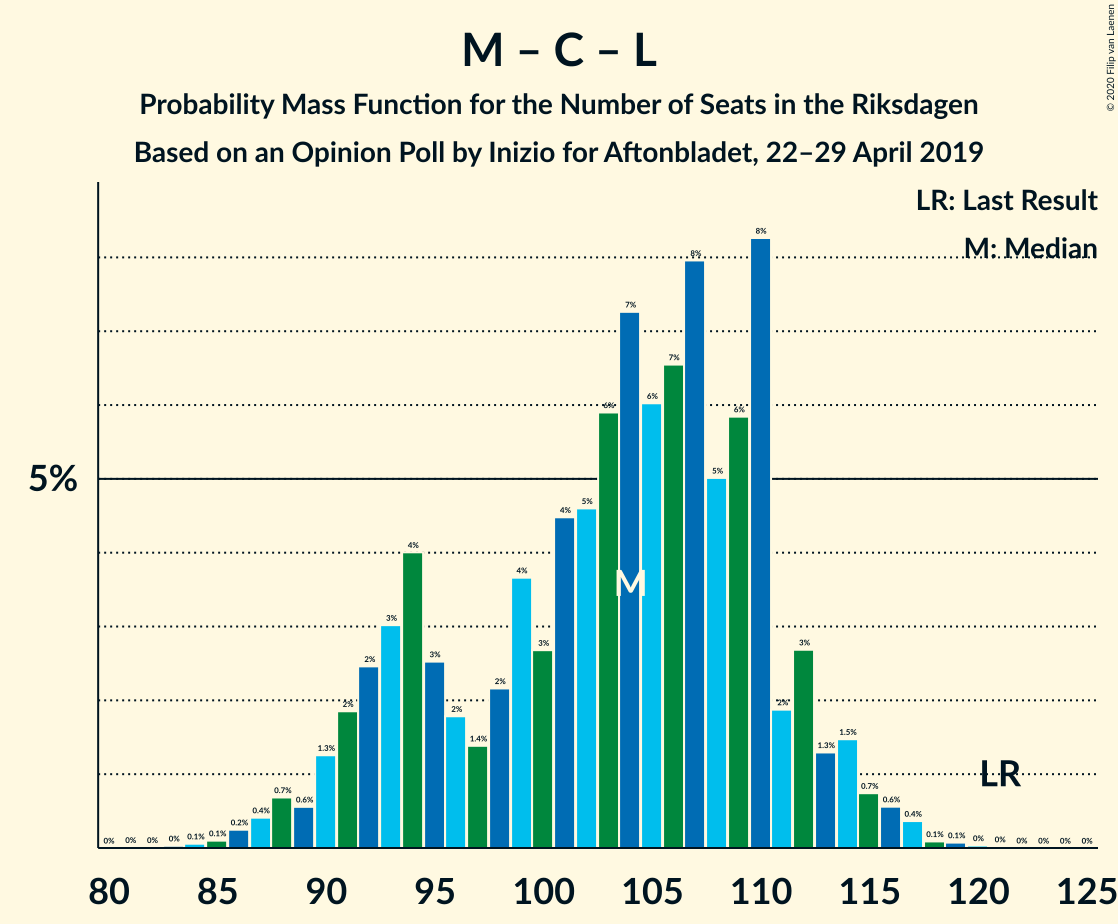 M – C – L
Probability Mass Function for the Number of Seats in the Riksdagen
Based on an Opinion Poll by Inizio for Aftonbladet, 22–29 April 2019
© 2020 Filip van Laenen
LR: Last Result
M: Median
5%
0% 0% 0% 0% 0.1% 0.1% 0.2% 0.4% 0.7% 0.6% 1.3% 2% 2% 3% 4% 3% 2% 1.4% 2% 4% 3% 4% 5% 6% 7% 6% 7% 8% 5% 6% 8% 2% 3% 1.3% 1.5% 0.7% 0.6% 0.4% 0.1% 0.1% 0% 0% 0% 0% 0% 0%
M
LR
80 85 90 95 100 105 110 115 120 125